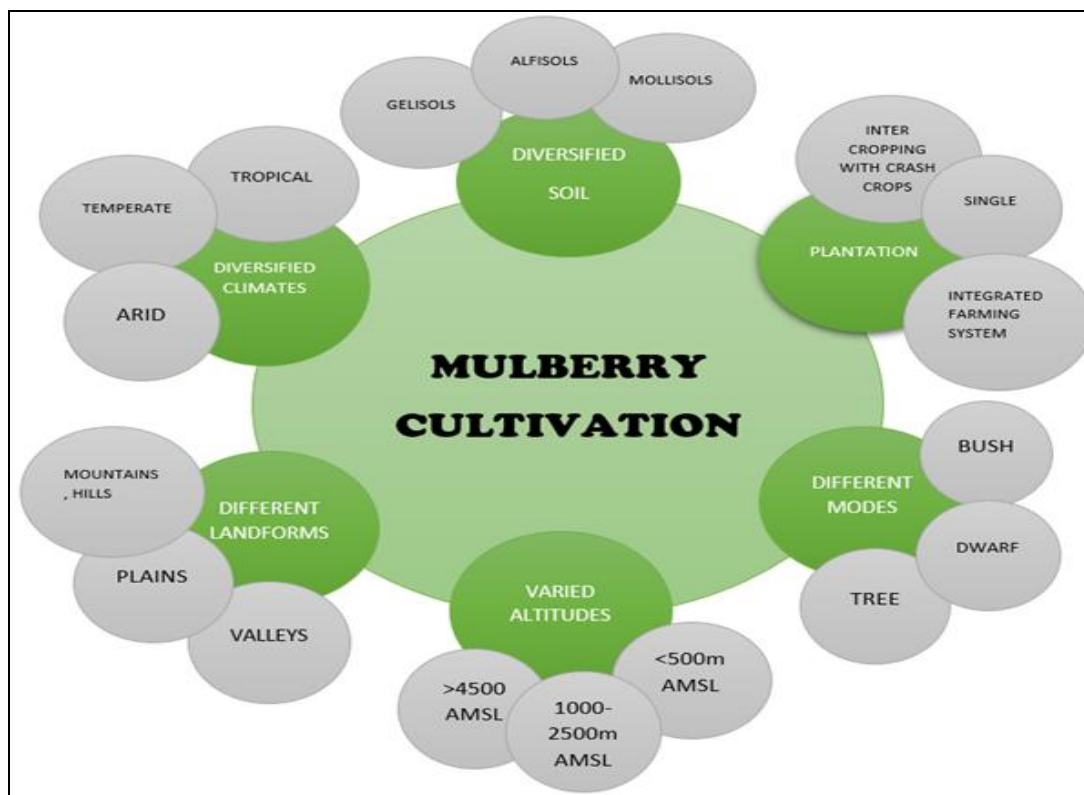 MULBERRY
CULTIVATION
DIVERSIFIED
SOIL
GELISOLS
ALFISOLS
MOLLISOLS
PLANTATION
INTER
CROPPING
WITH CRASH
CROPS
SINGLE
INTEGRATED
FARMING
SYSTEM
DIFFERENT
MODES
BUSH
DWARF
TREE
VARIED
ALTITUDES
<500m
AMSL
1000-
2500m
AMSL
>4500
AMSL
DIFFERENT
LANDFORMS
VALLEYS
PLAINS
MOUNTAINS
, HILLS
DIVERSIFIED
CLIMATES
ARID
TEMPERATE
TROPICAL